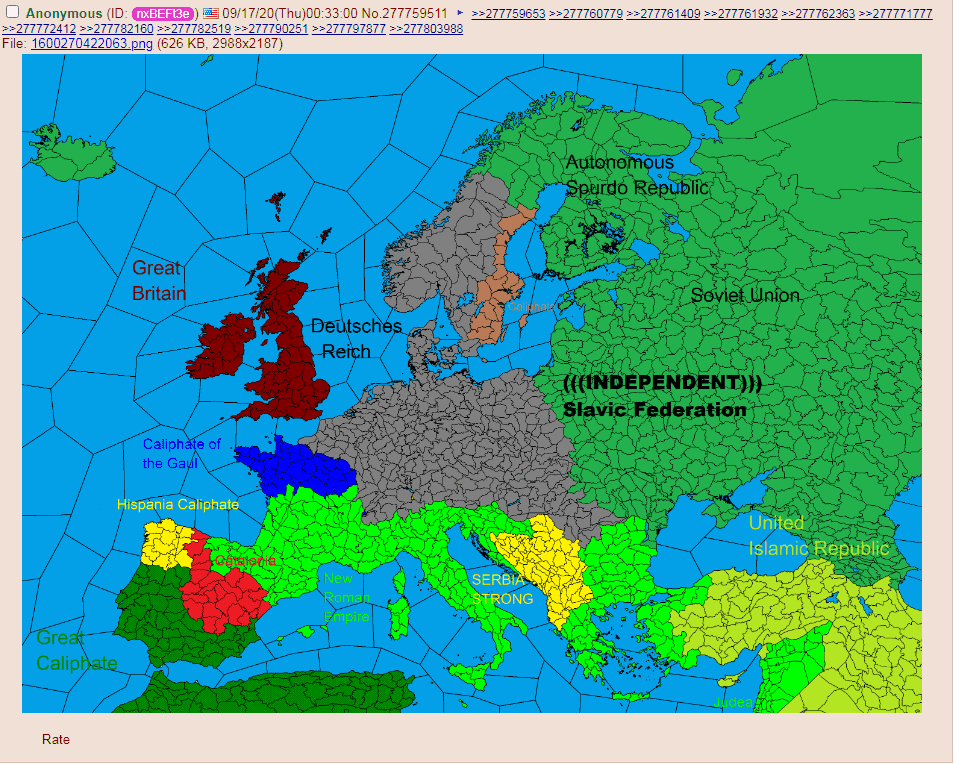 Anonymous (ID: nxBEFt3e) 09/17/20(Thu)00:33:00 No.277759511 ▸ >>277759653 >>277760779 >>277761409 >>277761932 >>277762363 >>277771777
>>277772412 >>277782160 >>277782519 >>277790251 >>277797877 >>277803988
File: 1600270422063.png (626 KB, 2988x2187)
Autonomous
Spurdo Republic
Great
Britain
Soviet Union
Caliphate
Deutsches
Reich
(((INDEPENDENT)))
Slavic Federation
Caliphate of
the Gaul
Hispania Caliphate
United
Islamic Republic
Catalonia
New
Roman
Empire
SERBIA
STRONG
Great
Caliphate
Judea
Rate